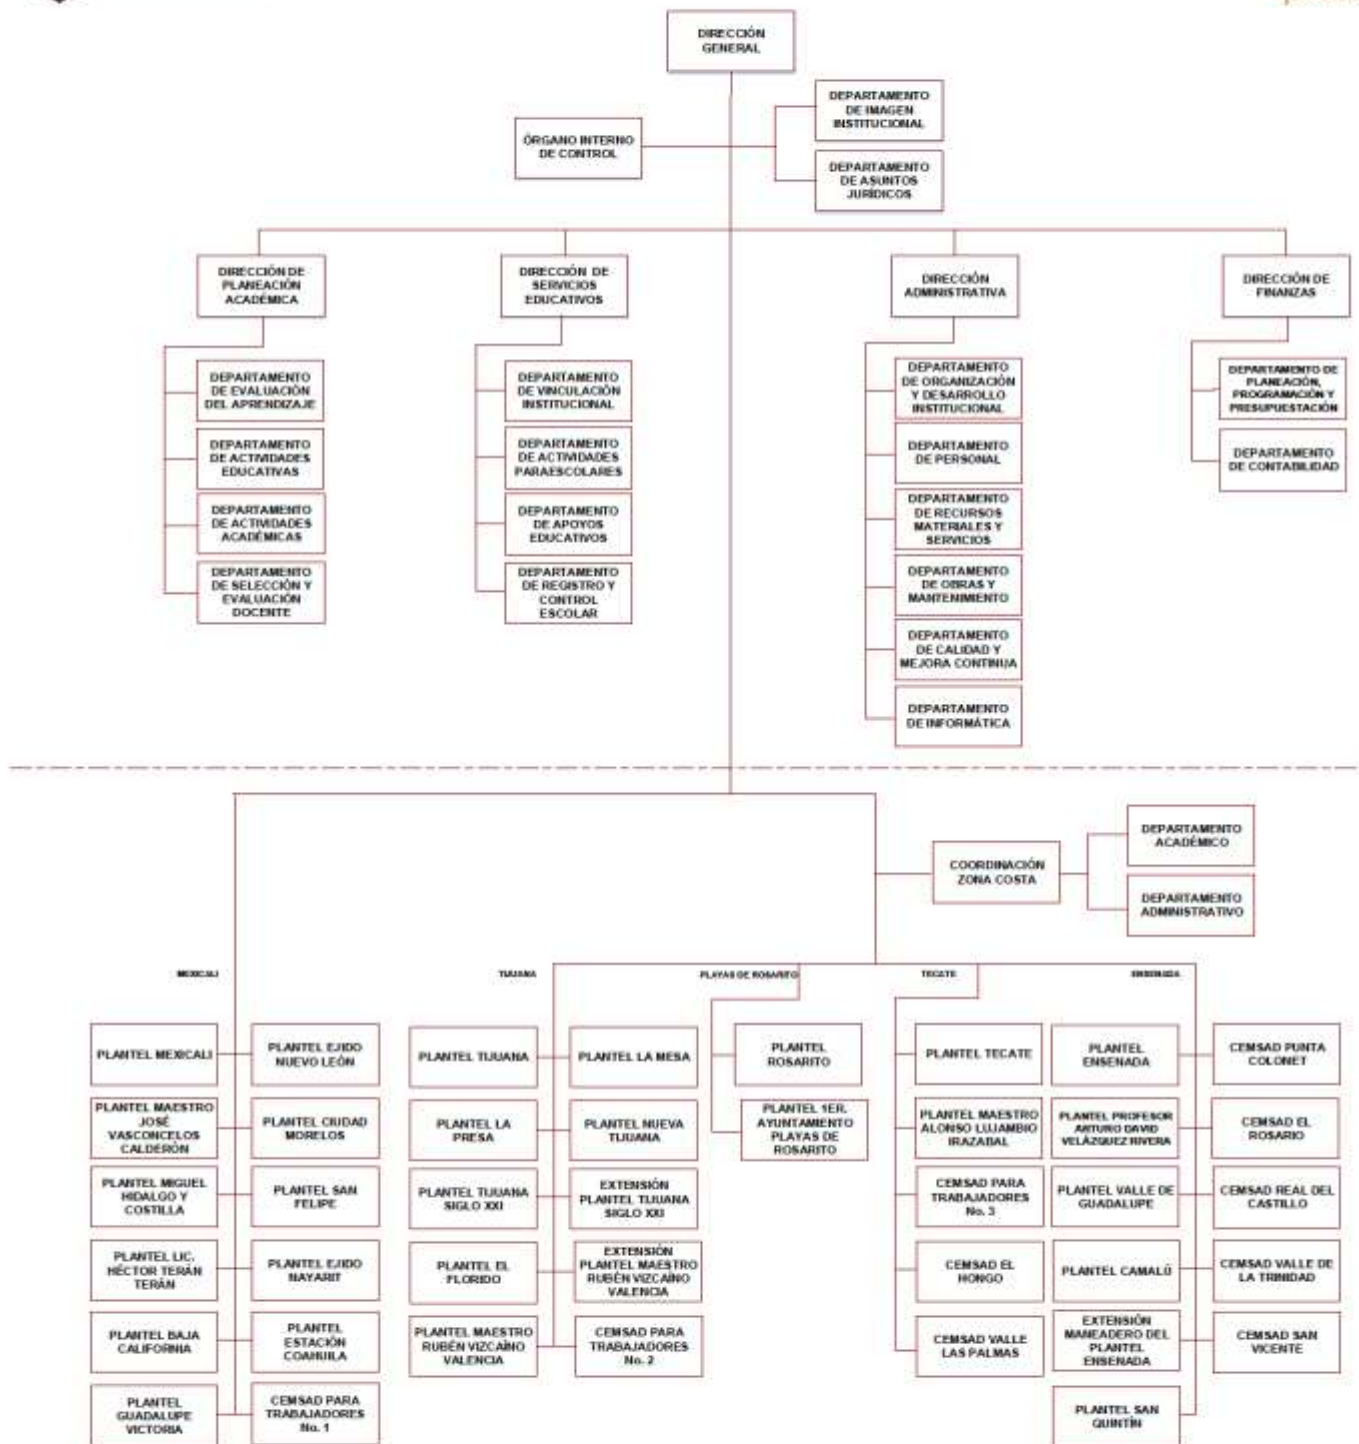 DIRECCIÓN
GENERAL
DEPARTAMENTO
DE IMAGEN
INSTITUCIONAL
ÓRGANO INTERNO
DE CONTROL
DEPARTAMENTO
DE ASUNTOS
JURÍDICOS
DIRECCIÓN DE
PLANEACIÓN
ACADÉMICA
DIRECCIÓN DE
SERVICIOS
EDUCATIVOS
DIRECCIÓN
ADMINISTRATIVA
DIRECCIÓN DE
FINANZAS
DEPARTAMENTO
DE EVALUACIÓN
DEL APRENDIZAJE
DEPARTAMENTO
DE ACTIVIDADES
EDUCATIVAS
DEPARTAMENTO
DE ACTIVIDADES
ACADÉMICAS
DEPARTAMENTO
DE SELECCIÓN Y
EVALUACIÓN
DOCENTE
DEPARTAMENTO
DE VINCULACIÓN
INSTITUCIONAL
DEPARTAMENTO
DE ACTIVIDADES
PARAESCOLARES
DEPARTAMENTO
DE APOYOS
EDUCATIVOS
DEPARTAMENTO
DE REGISTRO Y
CONTROL
ESCOLAR
DEPARTAMENTO
DE ORGANIZACIÓN
Y DESARROLLO
INSTITUCIONAL
DEPARTAMENTO
DE PERSONAL
DEPARTAMENTO
DE RECURSOS
MATERIALES Y
SERVICIOS
DEPARTAMENTO
DE OBRAS Y
MANTENIMIENTO
DEPARTAMENTO
DE CALIDAD Y
MEJORA CONTINUA
DEPARTAMENTO
DE INFORMÁTICA
DEPARTAMENTO DE
PLANEACIÓN,
PROGRAMACIÓN Y
PRESUPUESTACIÓN
DEPARTAMENTO
DE CONTABILIDAD
COORDINACIÓN
ZONA COSTA
DEPARTAMENTO
ACADÉMICO
DEPARTAMENTO
ADMINISTRATIVO
MEXICALI
PLANTEL MEXICALI
PLANTEL MAESTRO
JOSÉ
VASCONCELOS
CALDERÓN
PLANTEL MIGUEL
HIDALGO Y
COSTILLA
PLANTEL LIC.
HÉCTOR TERÁN
TERÁN
PLANTEL BAJA
CALIFORNIA
PLANTEL
GUADALUPE
VICTORIA
PLANTEL EJIDO
NUEVO LEÓN
PLANTEL CIUDAD
MORELOS
PLANTEL SAN
FELIPE
PLANTEL EJIDO
NAYARIT
PLANTEL
ESTACIÓN
COAHUILA
CEMSAD PARA
TRABAJADORES
No. 1
TIJUANA
PLANTEL TIJUANA
PLANTEL LA
PRESA
PLANTEL TIJUANA
SIGLO XXI
PLANTEL EL
FLORIDO
PLANTEL MAESTRO
RUBÉN VIZCAÍNO
VALENCIA
PLANTEL LA MESA
PLANTEL NUEVA
TIJUANA
EXTENSIÓN
PLANTEL TIJUANA
SIGLO XXI
EXTENSIÓN
PLANTEL MAESTRO
RUBÉN VIZCAÍNO
VALENCIA
CEMSAD PARA
TRABAJADORES
No. 2
PLAYAS DE ROSARITO
PLANTEL
ROSARITO
PLANTEL 1ER.
AYUNTAMIENTO
PLAYAS DE
ROSARITO
TECATE
PLANTEL TECATE
PLANTEL MAESTRO
ALONSO LUJAMBIO
IRAZABAL
CEMSAD PARA
TRABAJADORES
No. 3
CEMSAD EL
HONGO
CEMSAD VALLE
LAS PALMAS
ENSENADA
PLANTEL
ENSENADA
PLANTEL PROFESOR
ARTURO DAVID
VELÁZQUEZ RIVERA
PLANTEL VALLE DE
GUADALUPE
PLANTEL CAMALÚ
EXTENSIÓN
MANEADERO DEL
PLANTEL
ENSENADA
PLANTEL SAN
QUINTÍN
CEMSAD PUNTA
COLONET
CEMSAD EL
ROSARIO
CEMSAD REAL DEL
CASTILLO
CEMSAD VALLE DE
LA TRINIDAD
CEMSAD SAN
VICENTE